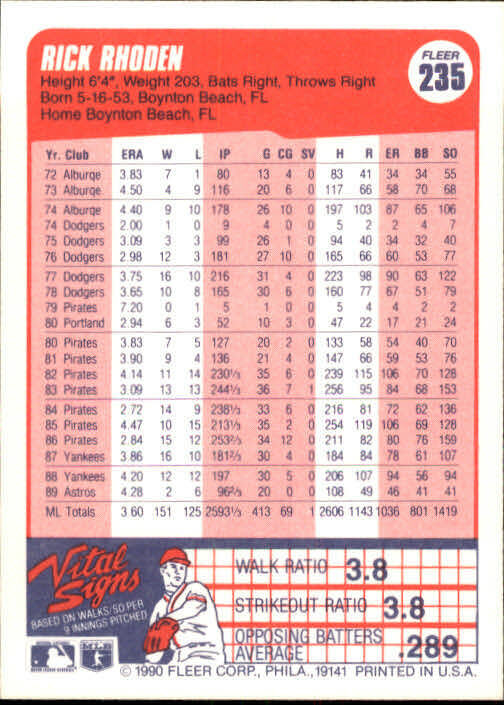 RICK RHODEN
FLEER
235
Height 6'4", Weight 203, Bats Right, Throws Right
Born 5-16-53, Boynton Beach, FL
Home Boynton Beach, FL
Yr. Club ERA W L IP G CG SV H R ER BB SO
72 Alburqe 3.83 7 1 80 13 4 0 83 41 34 34 55
73 Alburqe 4.50 4 9 116 20 6 0 117 66 58 70 68
74 Alburqe 4.40 9 10 178 26 10 0 197 103 87 65 106
74 Dodgers 2.00 1 0 9 4 0 0 5 2 2 4 7
75 Dodgers 3.09 3 3 99 26 1 0 94 40 34 32 40
76 Dodgers 2.98 12 3 181 27 10 0 165 66 60 53 77
77 Dodgers 3.75 16 10 216 31 4 0 223 98 90 63 122
78 Dodgers 3.65 10 8 165 30 6 0 160 77 67 51 79
79 Pirates 7.20 0 1 5 1 0 0 5 4 4 2 2
80 Portland 2.94 6 3 52 10 3 0 47 22 17 21 24
80 Pirates 3.83 7 5 127 20 2 0 133 58 54 40 70
81 Pirates 3.90 9 4 136 21 4 0 147 66 59 53 76
82 Pirates 4.14 11 14 230⅓ 35 6 0 239 115 106 70 128
83 Pirates 3.09 13 13 244⅓ 36 7 1 256 95 84 68 153
84 Pirates 2.72 14 9 238⅓ 33 6 0 216 81 72 62 136
85 Pirates 4.47 10 15 213⅓ 35 2 0 254 119 106 69 128
86 Pirates 2.84 15 12 253⅔ 34 12 0 211 82 80 76 159
87 Yankees 3.86 16 10 181⅔ 30 4 0 184 84 78 61 107
88 Yankees 4.20 12 12 197 30 5 0 206 107 94 56 94
89 Astros 4.28 2 6 96⅔ 20 0 0 108 49 46 41 41
ML Totals 3.60 151 125 2593⅓ 413 69 1 2606 1143 1036 801 1419
Vital Signs
BASED ON WALKS/SO PER
9 INNINGS PITCHED
WALK RATIO 3.8
STRIKEOUT RATIO 3.8
OPPOSING BATTERS
AVERAGE .289
MLB
© 1990 FLEER CORP., PHILA., 19141 PRINTED IN U.S.A.